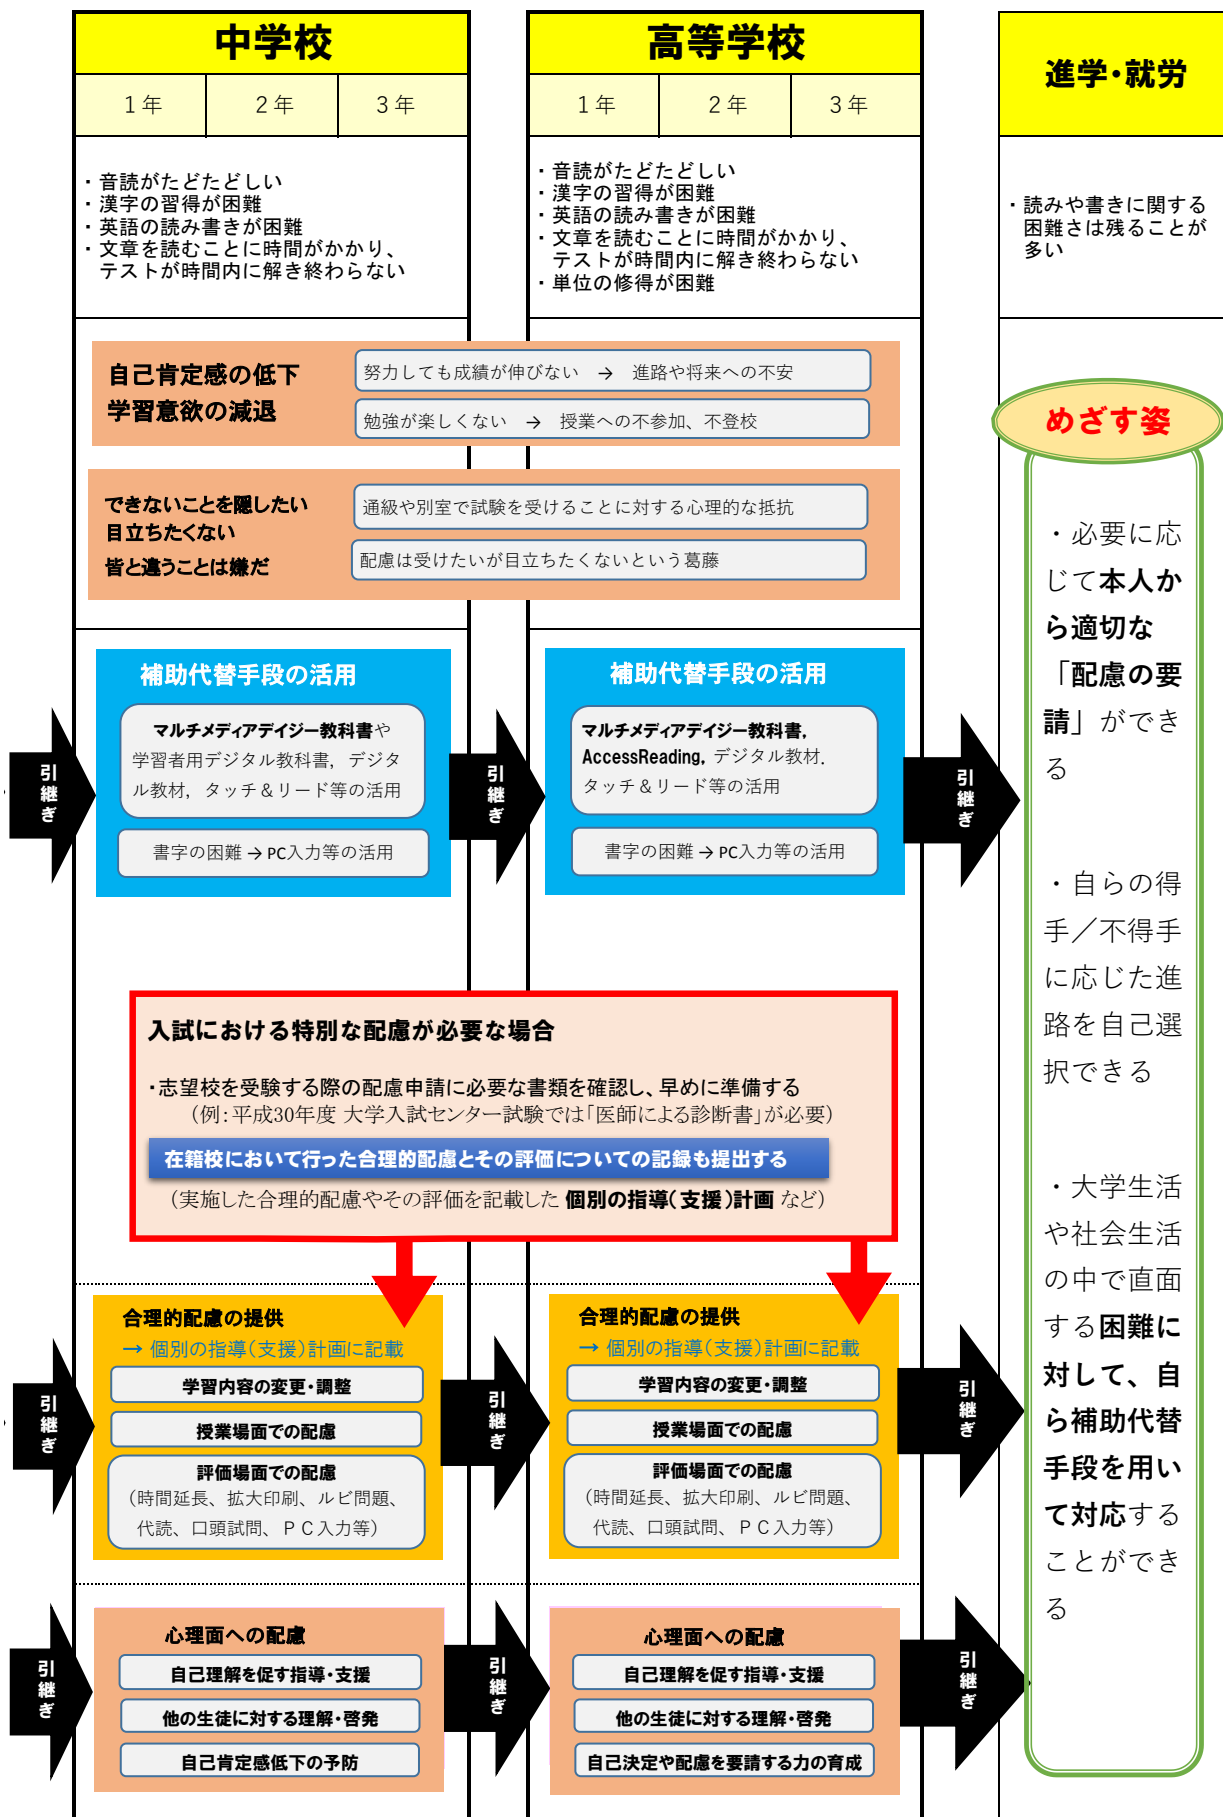 中学校
1年 2年 3年
・音読がたどたどしい
・漢字の習得が困難
・英語の読み書きが困難
・文章を読むことに時間がかかり、
テストが時間内に解き終わらない
高等学校
1年 2年 3年
・音読がたどたどしい
・漢字の習得が困難
・英語の読み書きが困難
・文章を読むことに時間がかかり、
テストが時間内に解き終わらない
・単位の修得が困難
進学・就労
・読みや書きに関する
困難さは残ることが
多い
自己肯定感の低下
学習意欲の減退
努力しても成績が伸びない → 進路や将来への不安
勉強が楽しくない → 授業への不参加、不登校
できないことを隠したい
目立ちたくない
皆と違うことは嫌だ
通級や別室で試験を受けることに対する心理的な抵抗
配慮は受けたいが目立ちたくないという葛藤
引継ぎ
補助代替手段の活用
マルチメディアデイジー教科書や
学習者用デジタル教科書，デジタ
ル教材，タッチ＆リード等の活用
書字の困難→PC入力等の活用
引継ぎ
補助代替手段の活用
マルチメディアデイジー教科書，
AccessReading，デジタル教材．
タッチ＆リード等の活用
書字の困難→PC入力等の活用
引継ぎ
入試における特別な配慮が必要な場合
・志望校を受験する際の配慮申請に必要な書類を確認し、早めに準備する
（例：平成30年度 大学入試センター試験では「医師による診断書」が必要）
在籍校において行った合理的配慮とその評価についての記録も提出する
（実施した合理的配慮やその評価を記載した 個別の指導（支援）計画 など）
引継ぎ
合理的配慮の提供
→ 個別の指導（支援）計画に記載
学習内容の変更・調整
授業場面での配慮
評価場面での配慮
（時間延長、拡大印刷、ルビ問題、
代読、口頭試問、ＰＣ入力等）
引継ぎ
合理的配慮の提供
→ 個別の指導（支援）計画に記載
学習内容の変更・調整
授業場面での配慮
評価場面での配慮
（時間延長、拡大印刷、ルビ問題、
代読、口頭試問、ＰＣ入力等）
引継ぎ
引継ぎ
心理面への配慮
自己理解を促す指導・支援
他の生徒に対する理解・啓発
自己肯定感低下の予防
引継ぎ
心理面への配慮
自己理解を促す指導・支援
他の生徒に対する理解・啓発
自己決定や配慮を要請する力の育成
引継ぎ
めざす姿
・必要に応
じて本人か
ら適切な
「配慮の要
請」ができ
る
・自らの得
手／不得手
に応じた進
路を自己選
択できる
・大学生活
や社会生活
の中で直面
する困難に
対して、自
ら補助代替
手段を用い
て対応する
ことができ
る